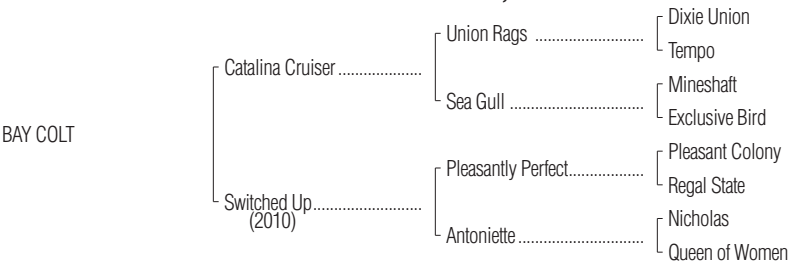 Dixie Union
Union Rags ........................
Tempo
Catalina Cruiser ....................
Mineshaft
Sea Gull ..............................
Exclusive Bird
BAY COLT
Pleasant Colony
Pleasantly Perfect..................
Regal State
Switched Up..........................
(2010)
Nicholas
Antoniette ............................
Queen of Women